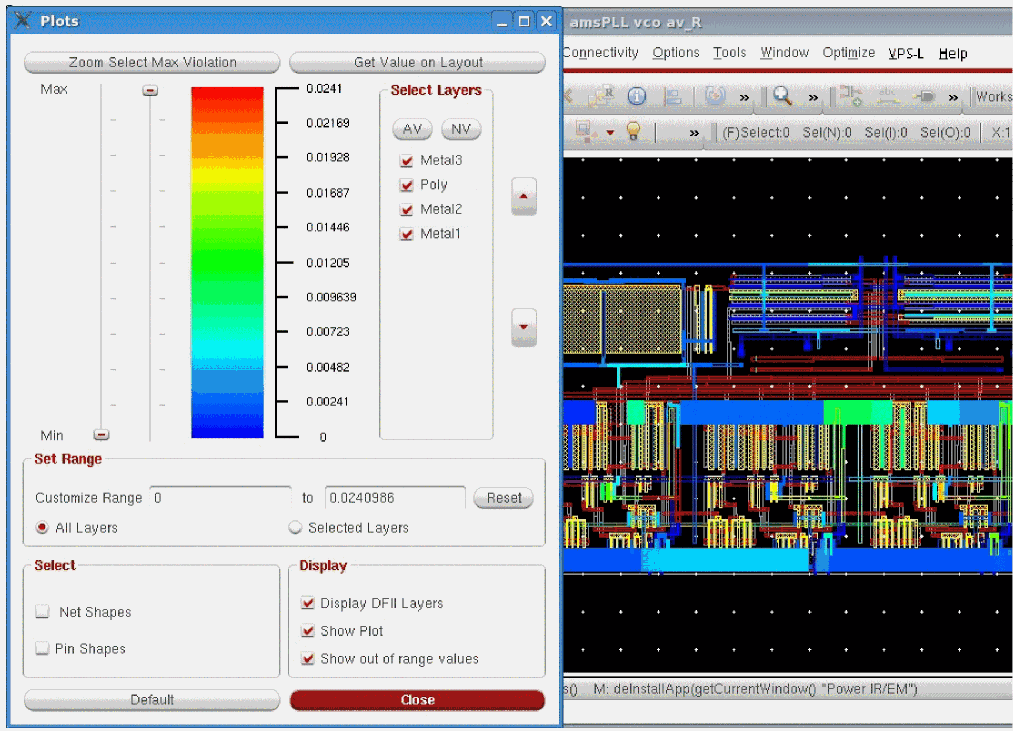 Plots
amsPLL vco av_R
Connectivity Options Tools Window Optimize VPS-L Help
Zoom Select Max Violation
Get Value on Layout
Max
Min
0.0241
0.02169
0.01928
0.01687
0.01446
0.01205
0.009639
0.00723
0.00482
0.00241
0
Select Layers
AV NV
Metal3
Poly
Metal2
Metal1
» » » Works
» (F)Select:0 Sel(N):0 Sel(I):0 Sel(O):0 X:1
Set Range
Customize Range 0 to 0.0240986 Reset
All Layers Selected Layers
Select
Net Shapes
Pin Shapes
Display
Display DFII Layers
Show Plot
Show out of range values
Default
Close
s() M: deInstallApp(getCurrentWindow() "Power IR/EM")